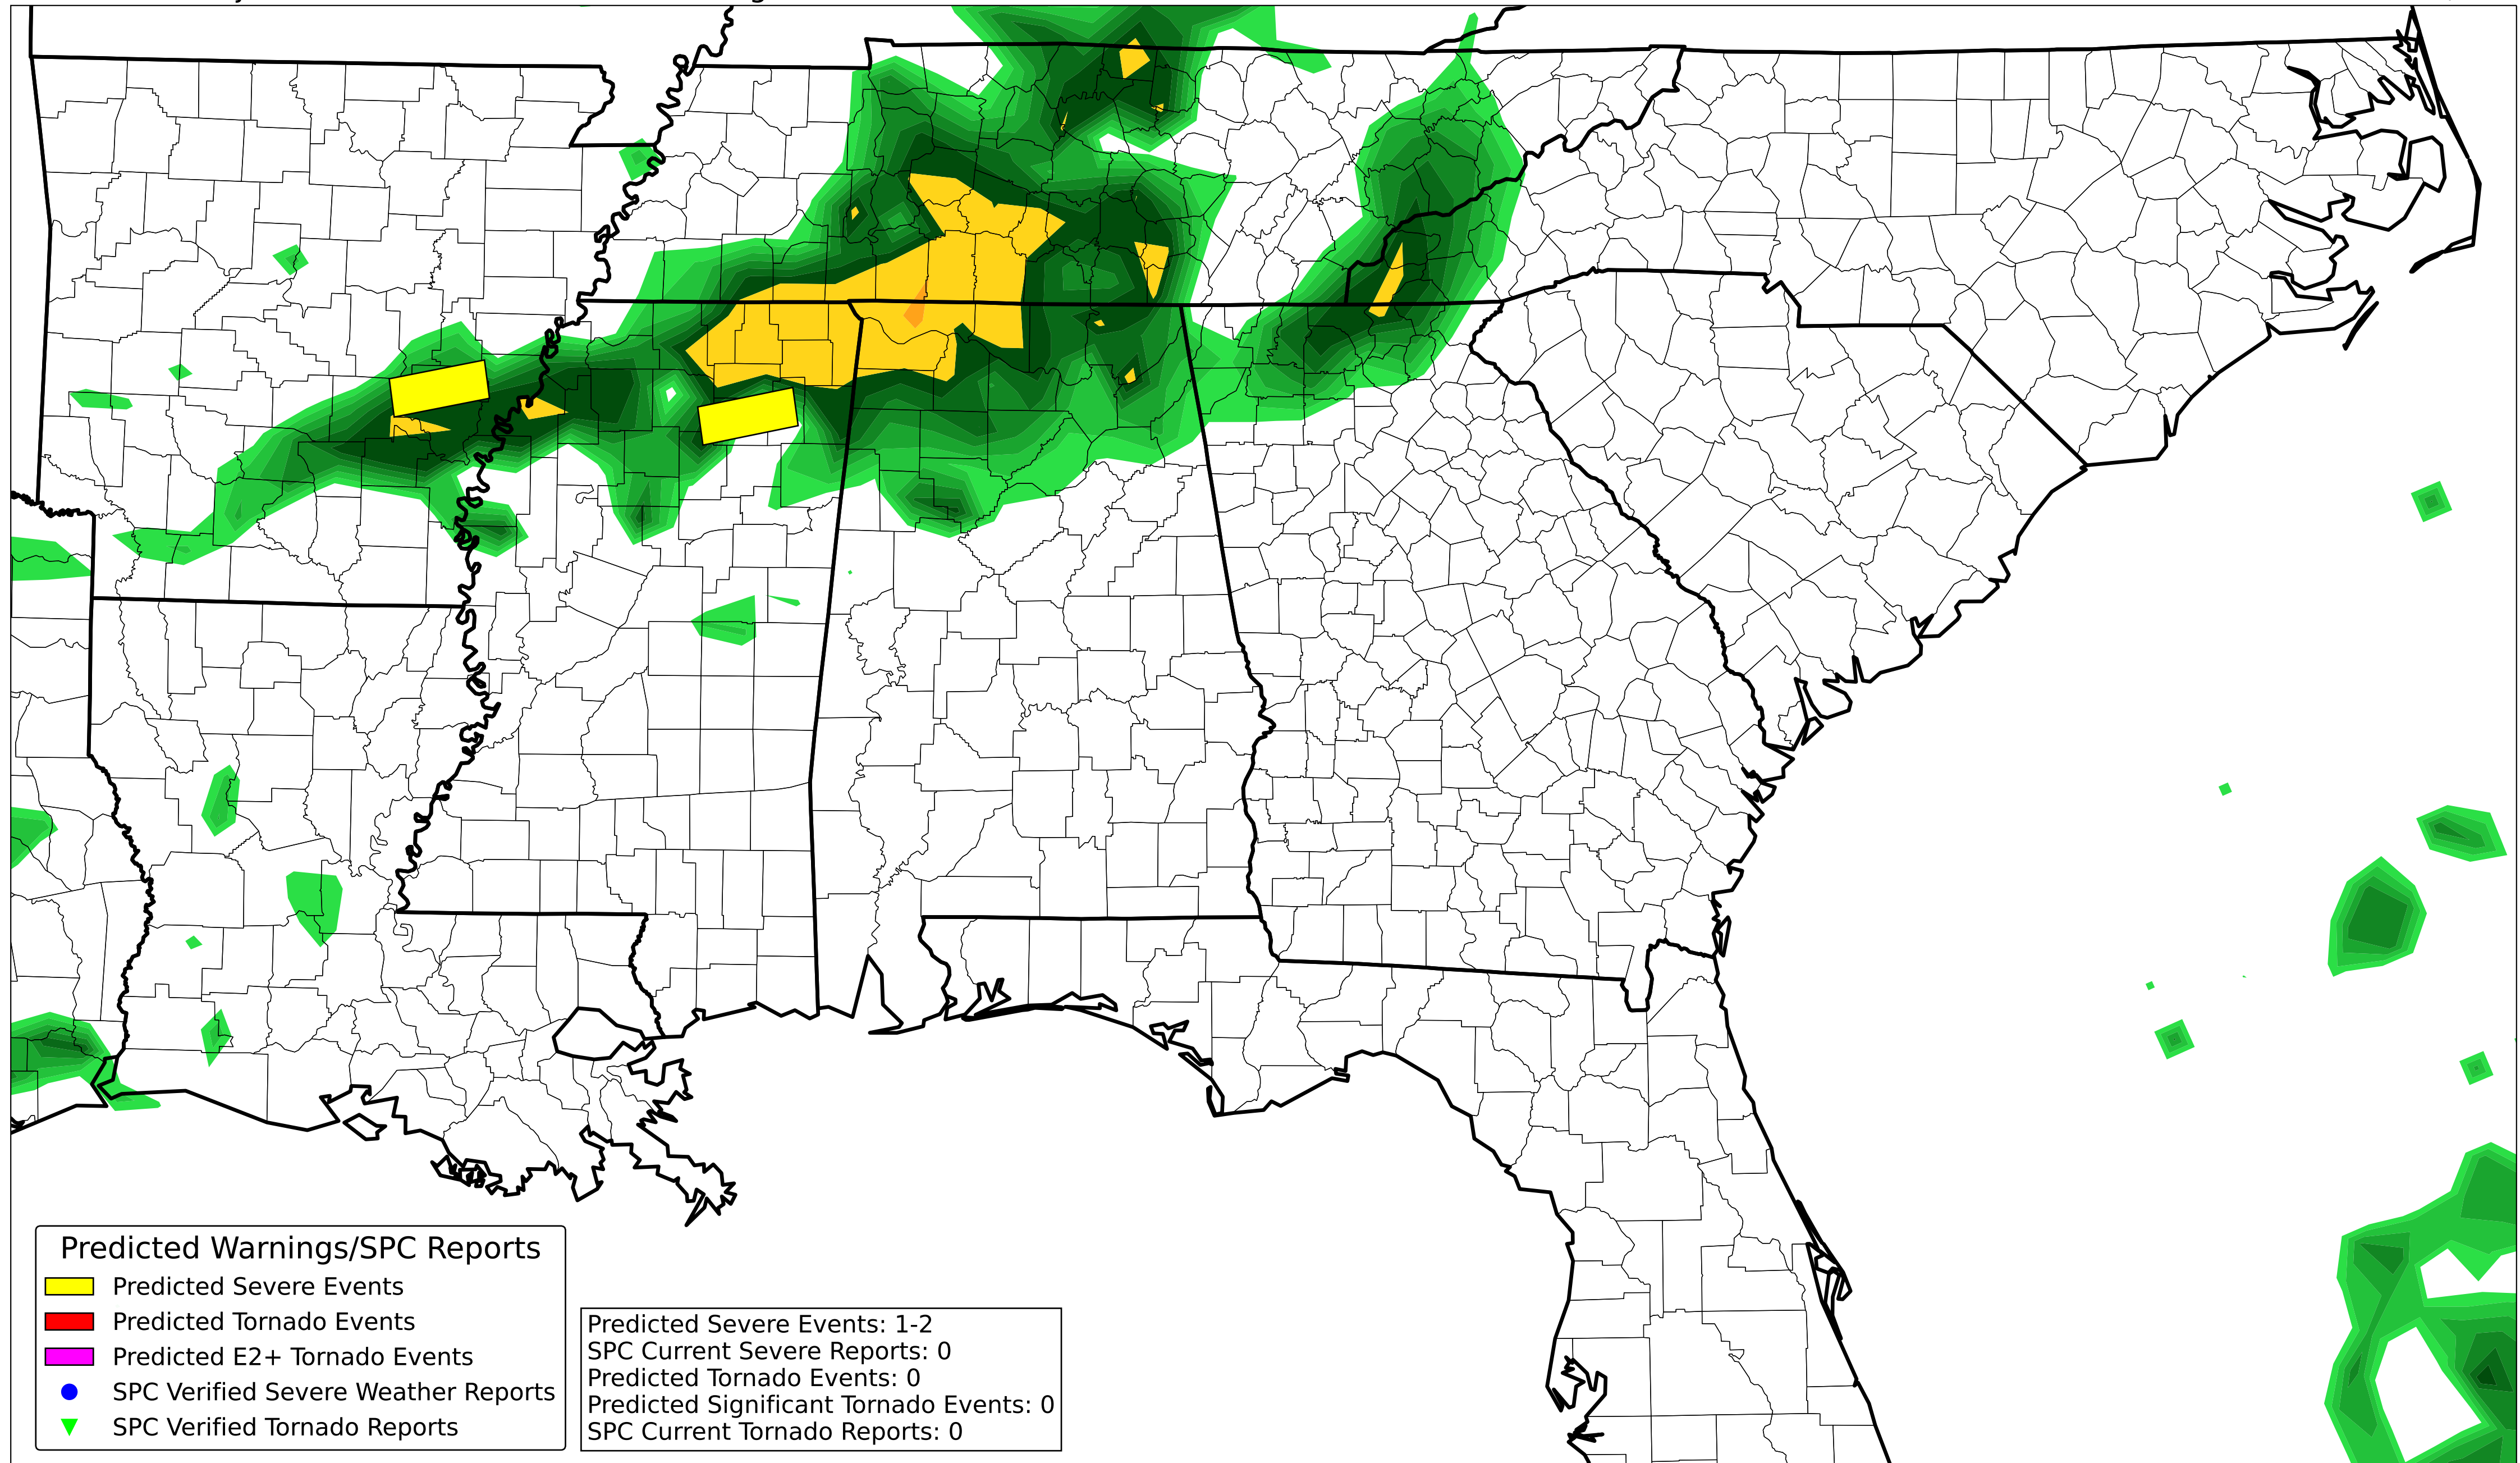 Predicted Warnings/SPC Reports
Predicted Severe Events
Predicted Tornado Events
Predicted E2+ Tornado Events
SPC Verified Severe Weather Reports
SPC Verified Tornado Reports
Predicted Severe Events: 1-2
SPC Current Severe Reports: 0
Predicted Tornado Events: 0
Predicted Significant Tornado Events: 0
SPC Current Tornado Reports: 0